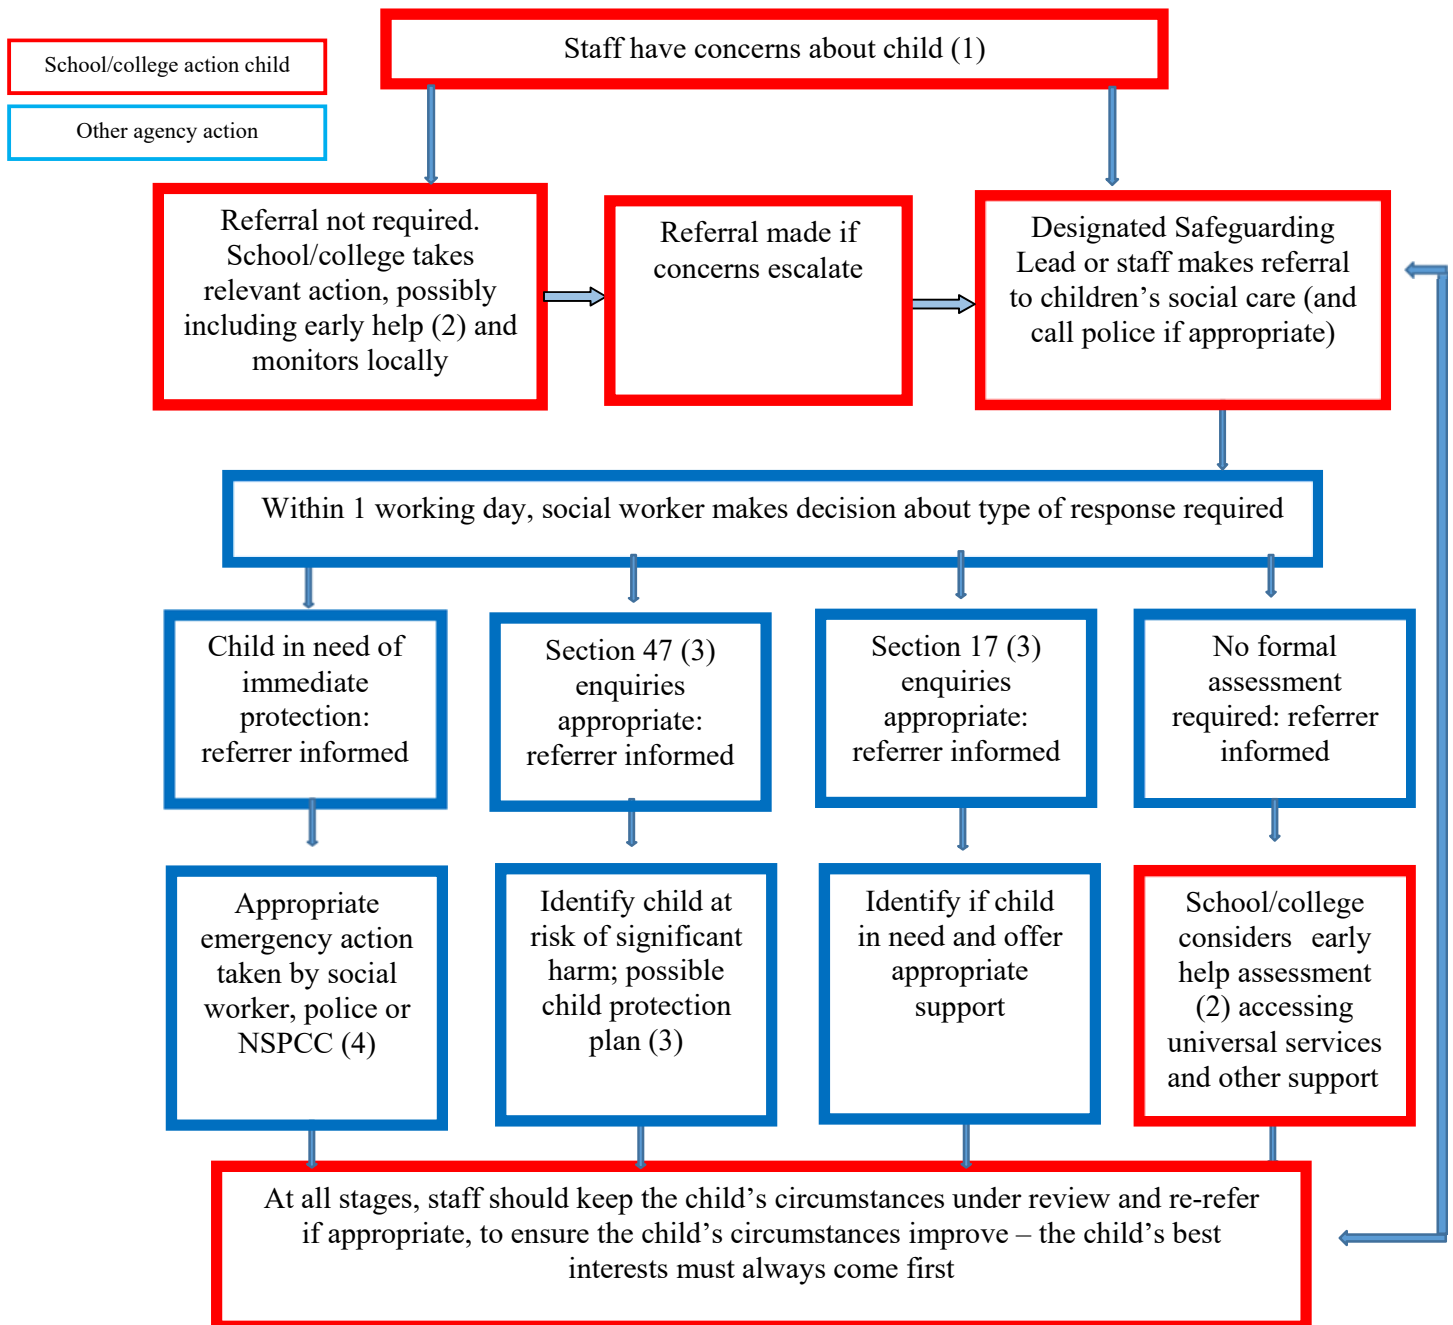 Staff have concerns about child (1)
School/college action child
Other agency action
Referral not required.
School/college takes
relevant action, possibly
including early help (2) and
monitors locally
Referral made if
concerns escalate
Designated Safeguarding
Lead or staff makes referral
to children’s social care (and
call police if appropriate)
Within 1 working day, social worker makes decision about type of response required
Child in need of
immediate
protection:
referrer informed
Section 47 (3)
enquiries
appropriate:
referrer informed
Section 17 (3)
enquiries
appropriate:
referrer informed
No formal
assessment
required: referrer
informed
Appropriate
emergency action
taken by social
worker, police or
NSPCC (4)
Identify child at
risk of significant
harm; possible
child protection
plan (3)
Identify if child
in need and offer
appropriate
support
School/college
considers early
help assessment
(2) accessing
universal services
and other support
At all stages, staff should keep the child’s circumstances under review and re-refer
if appropriate, to ensure the child’s circumstances improve – the child’s best
interests must always come first